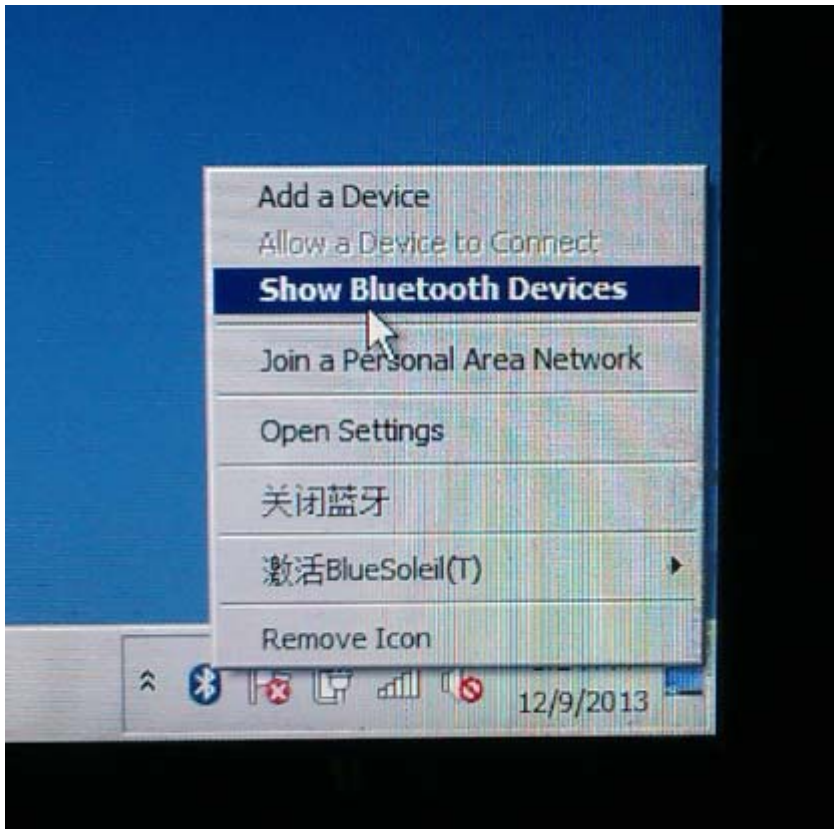 Add a Device
Allow a Device to Connect
Show Bluetooth Devices
Join a Personal Area Network
Open Settings
关闭蓝牙
激活BlueSoleil(T)
Remove Icon
12/9/2013